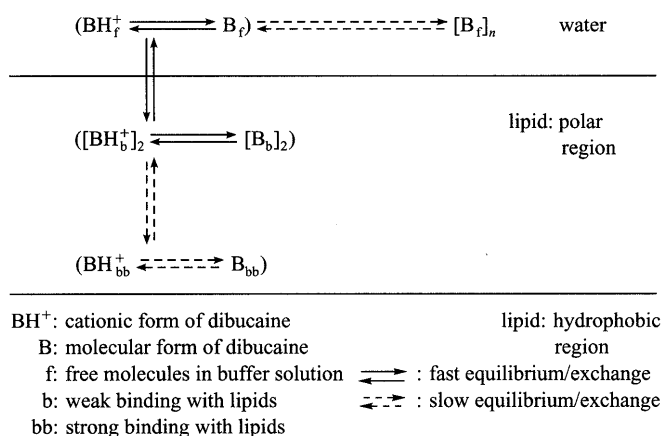 (BH⁺f ⇌ Bf) ⇌ [Bf]n water
([BH⁺b]2 ⇌ [Bb]2) lipid: polar
region
(BH⁺bb ⇌ Bbb)
BH⁺: cationic form of dibucaine lipid: hydrophobic
B: molecular form of dibucaine region
f: free molecules in buffer solution ⇌ : fast equilibrium/exchange
b: weak binding with lipids ⇌ : slow equilibrium/exchange
bb: strong binding with lipids